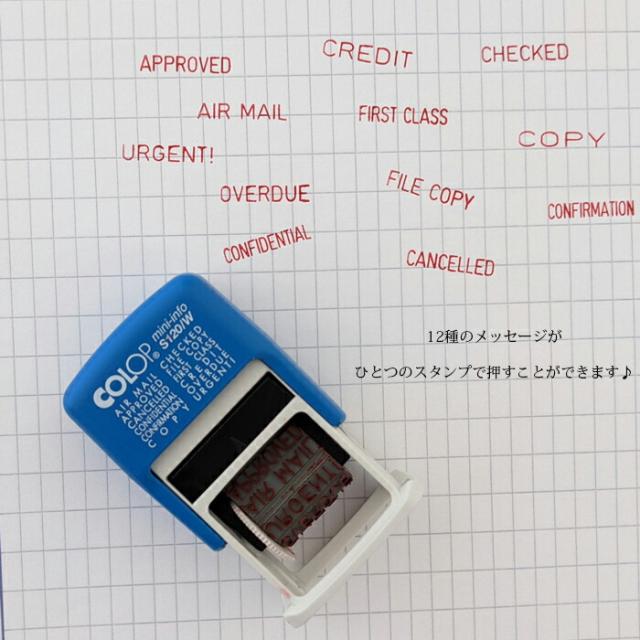 APPROVED
CREDIT
CHECKED
AIR MAIL
FIRST CLASS
COPY
URGENT!
OVERDUE
FILE COPY
CONFIRMATION
CONFIDENTIAL
CANCELLED
12種のメッセージが
ひとつのスタンプで押すことができます♪
COLOP® mini-info
S120/W
AIR MAIL CHECKED
APPROVED FILE COPY
CANCELLED FIRST CLASS
CONFIDENTIAL CREDIT
CONFIRMATION OVERDUE
COPY URGENT!
AIR MAIL
URGENT!